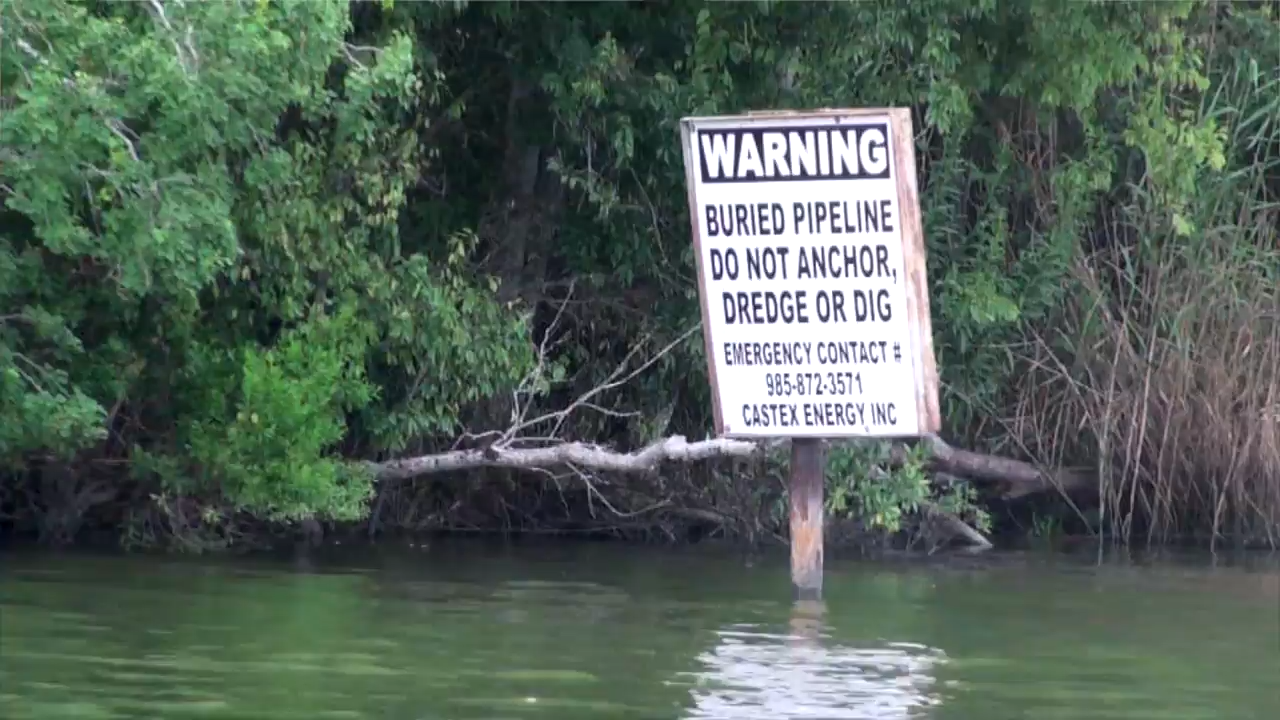 WARNING
BURIED PIPELINE
DO NOT ANCHOR,
DREDGE OR DIG
EMERGENCY CONTACT #
985-872-3571
CASTEX ENERGY INC